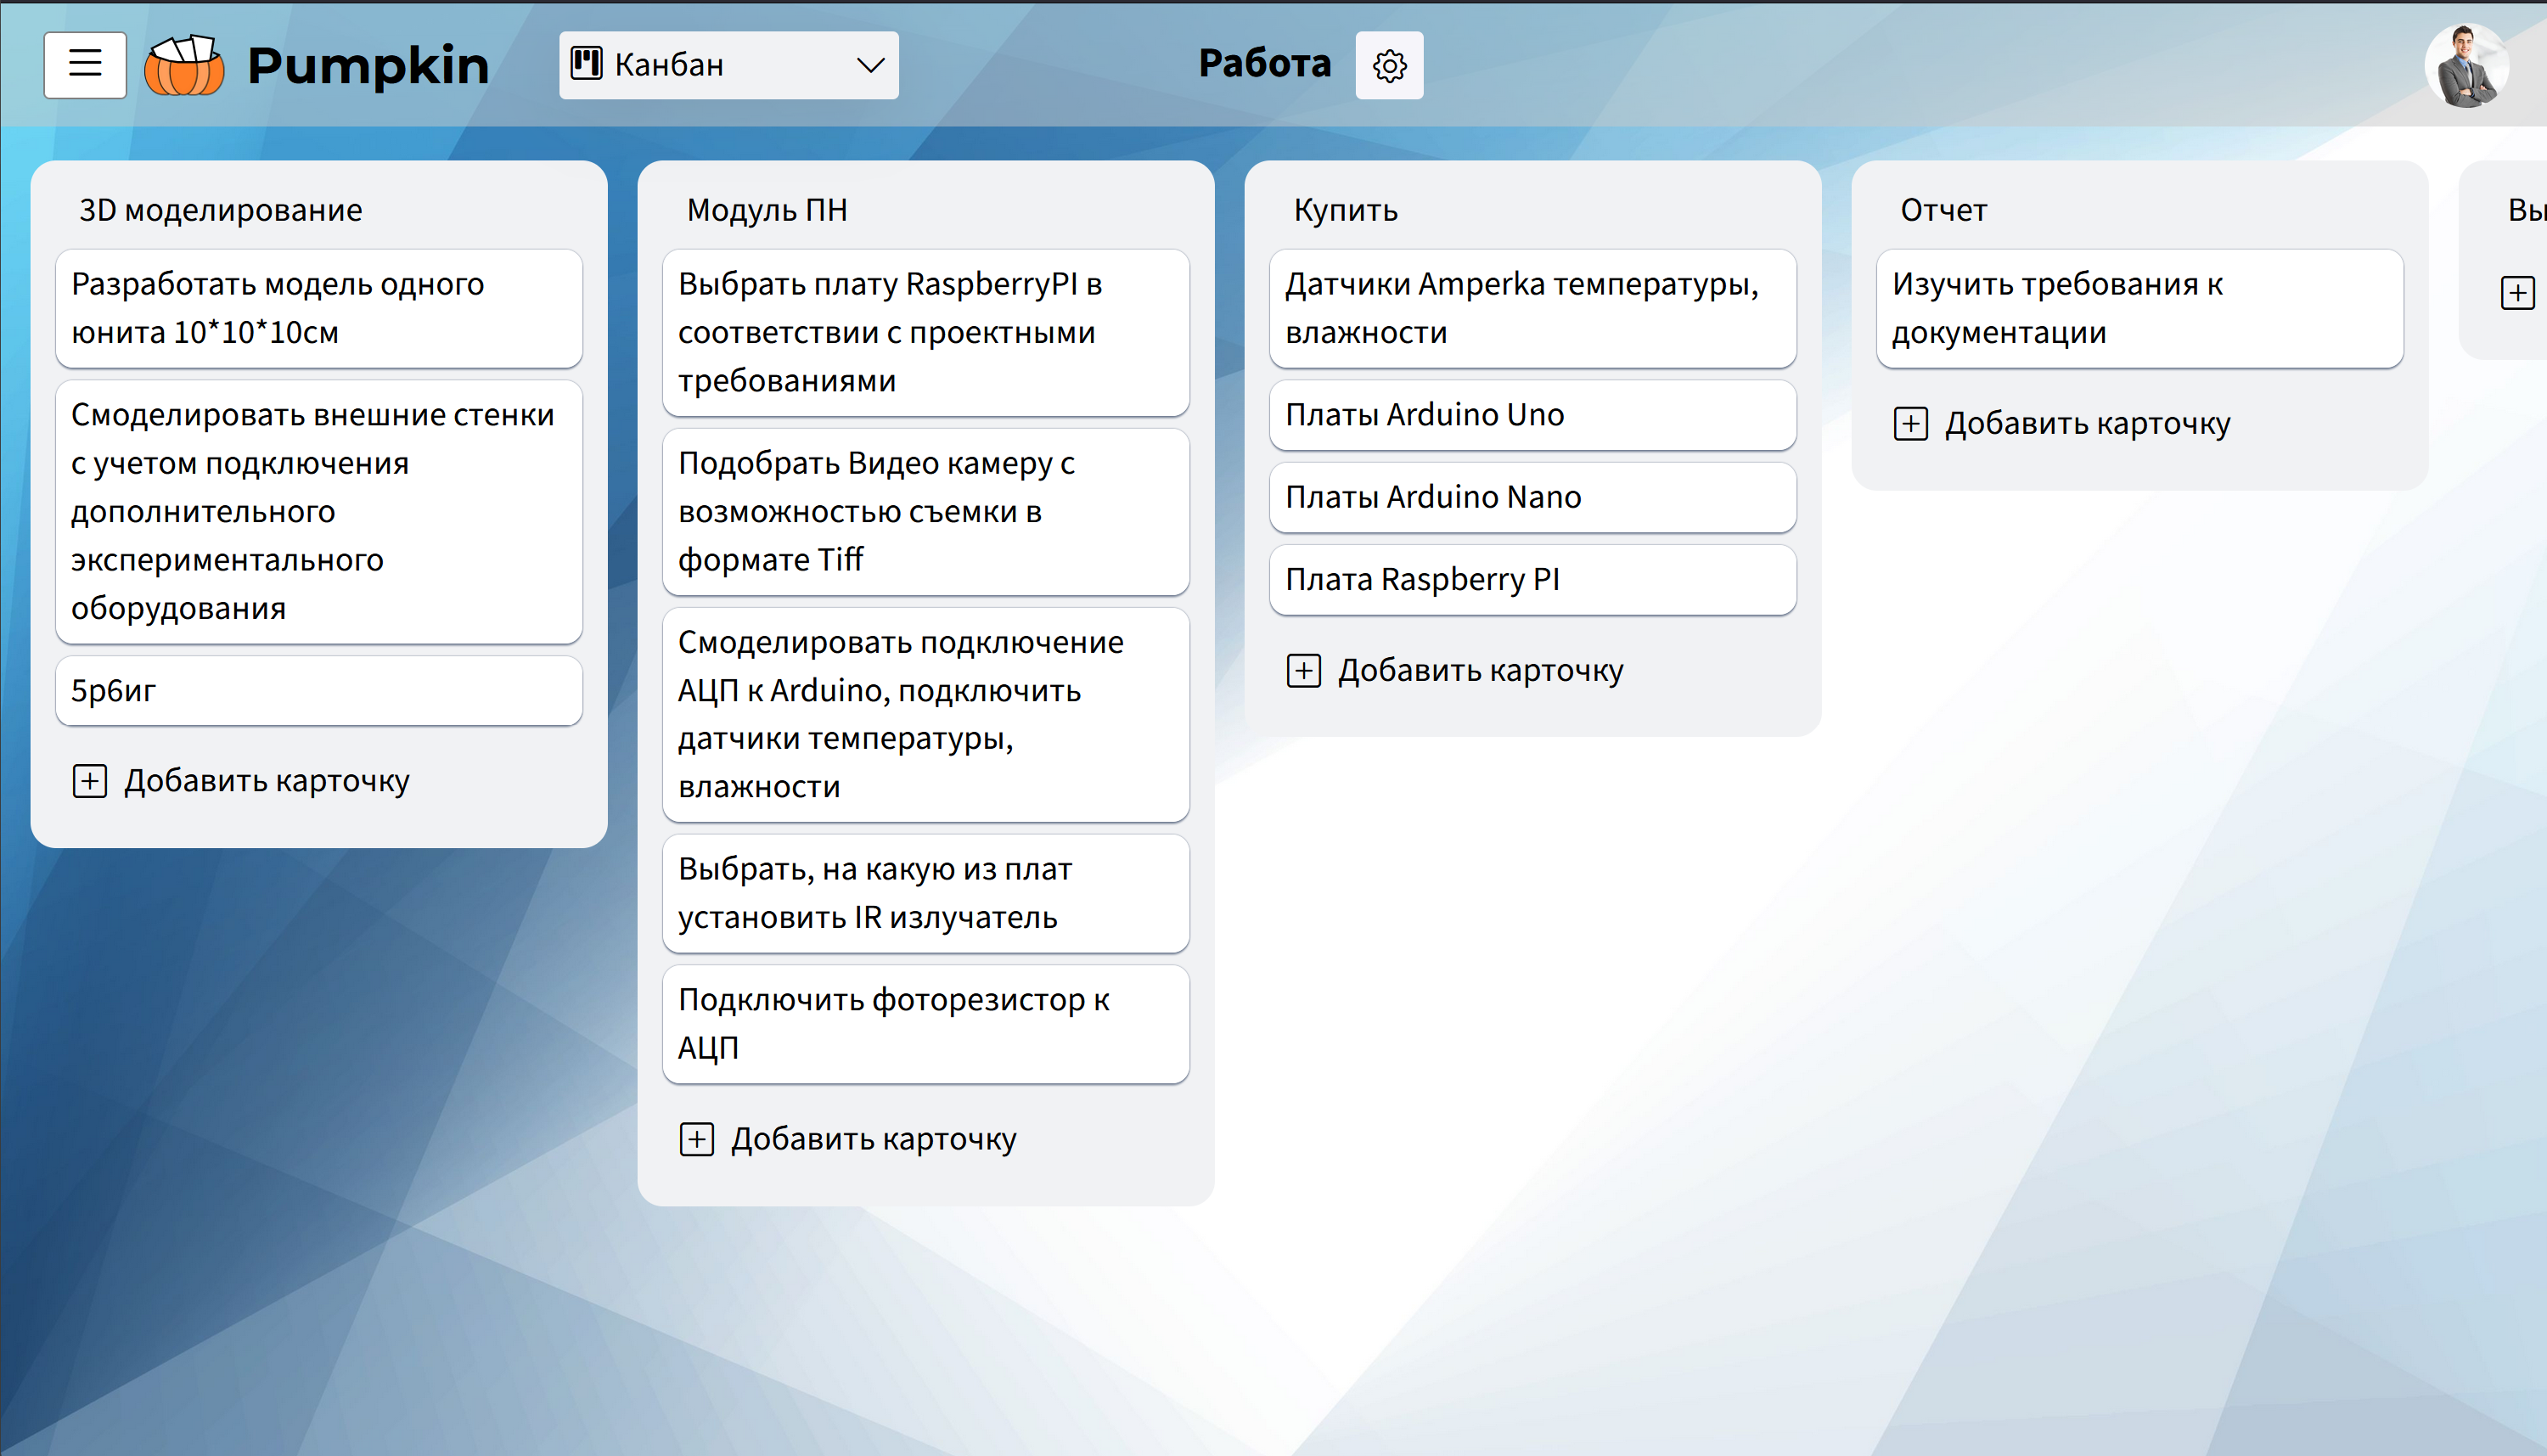 Pumpkin
Канбан
Работа
3D моделирование
Разработать модель одного
юнита 10*10*10см
Смоделировать внешние стенки
с учетом подключения
дополнительного
экспериментального
оборудования
5р6иг
Добавить карточку
Модуль ПН
Выбрать плату RaspberryPI в
соответствии с проектными
требованиями
Подобрать Видео камеру с
возможностью съемки в
формате Tiff
Смоделировать подключение
АЦП к Arduino, подключить
датчики температуры,
влажности
Выбрать, на какую из плат
установить IR излучатель
Подключить фоторезистор к
АЦП
Добавить карточку
Купить
Датчики Amperka температуры,
влажности
Платы Arduino Uno
Платы Arduino Nano
Плата Raspberry PI
Добавить карточку
Отчет
Изучить требования к
документации
Добавить карточку